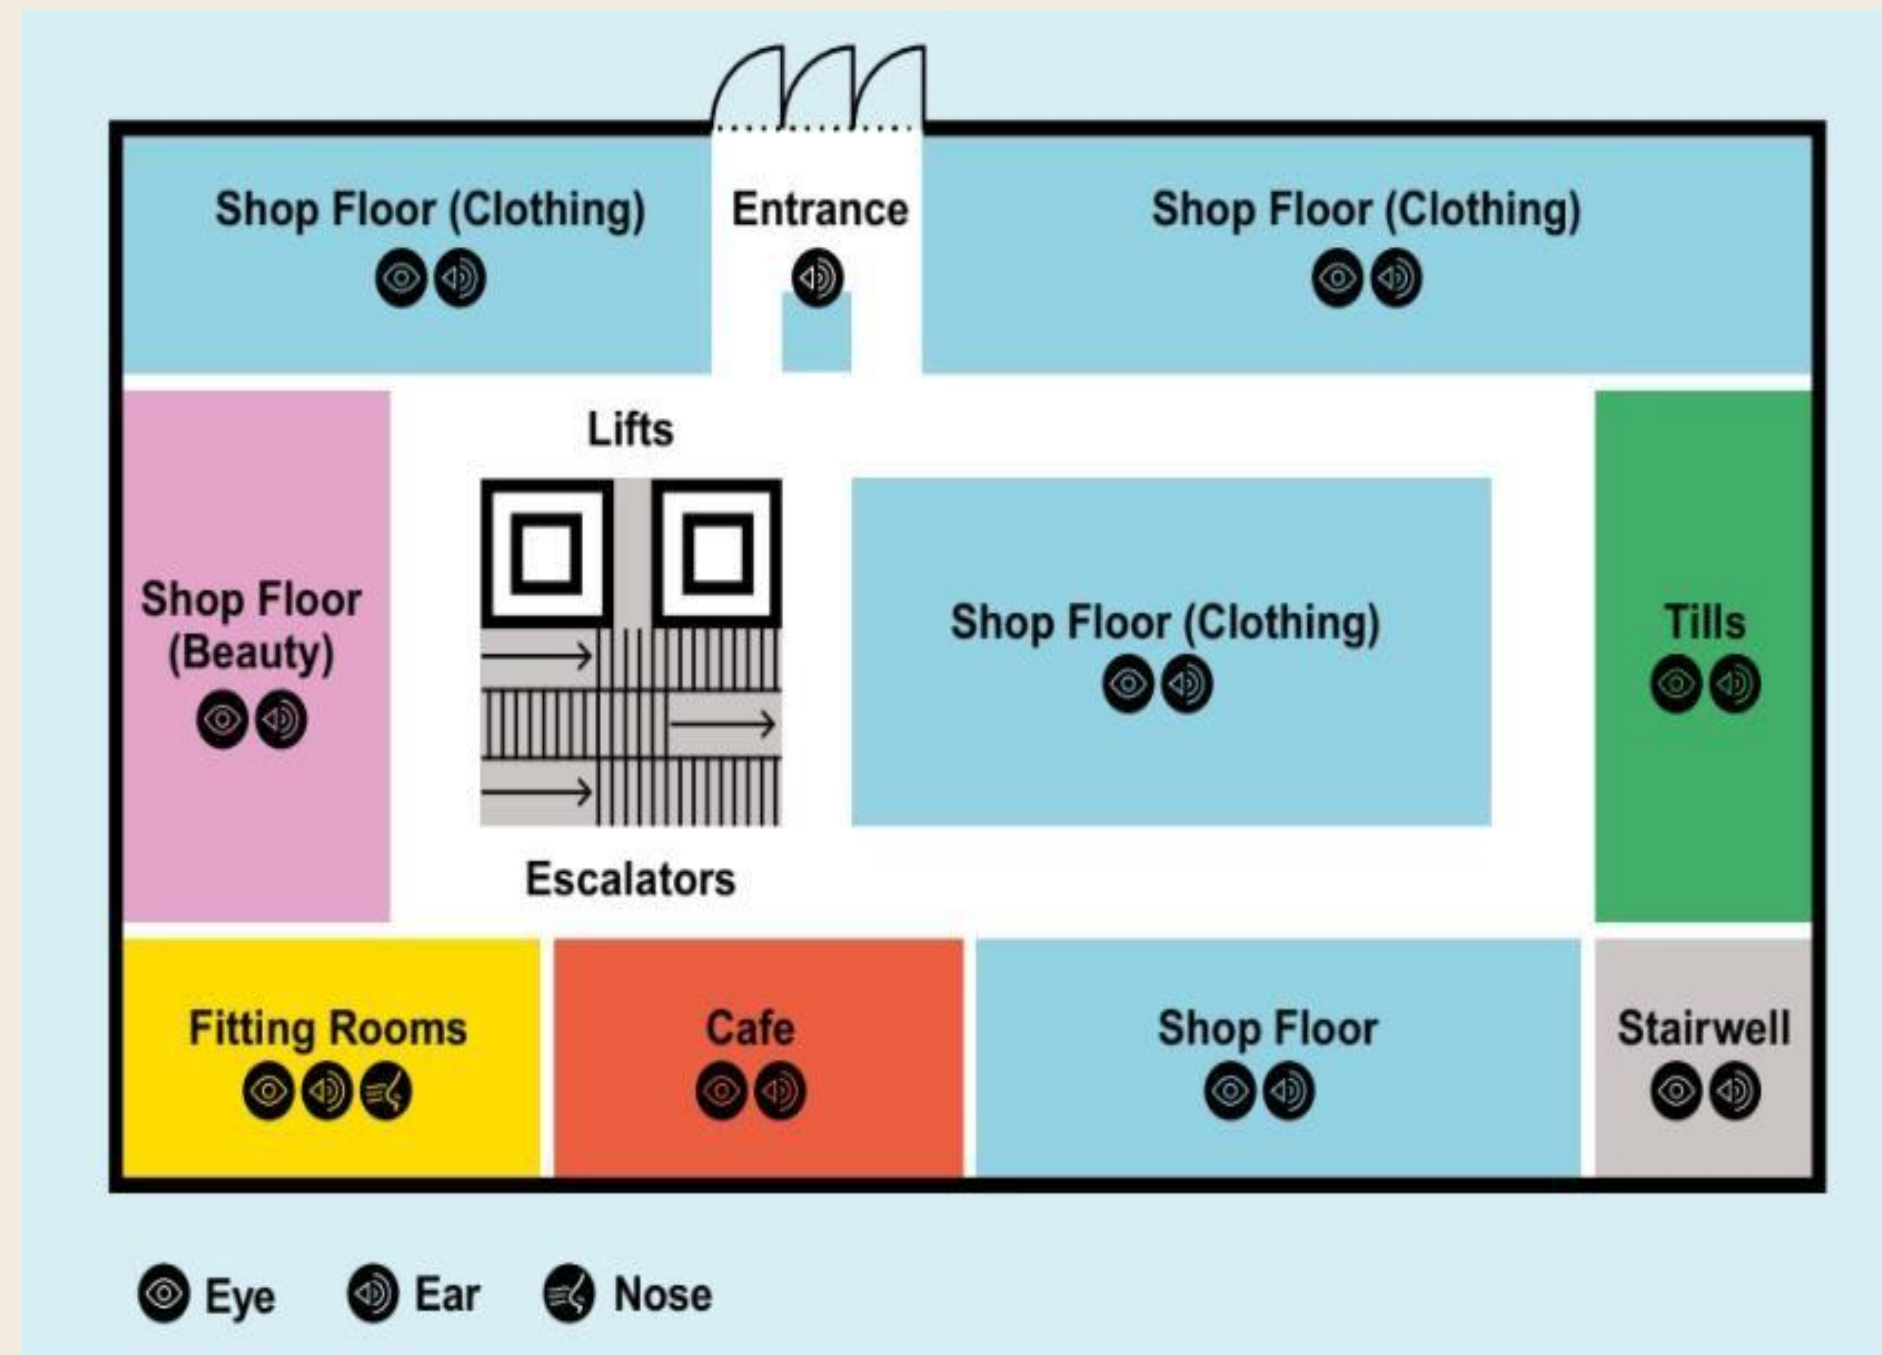 Shop Floor (Clothing)
Entrance
Shop Floor (Clothing)
Lifts
Shop Floor
(Beauty)
Shop Floor (Clothing)
Tills
Escalators
Fitting Rooms
Cafe
Shop Floor
Stairwell
Eye
Ear
Nose